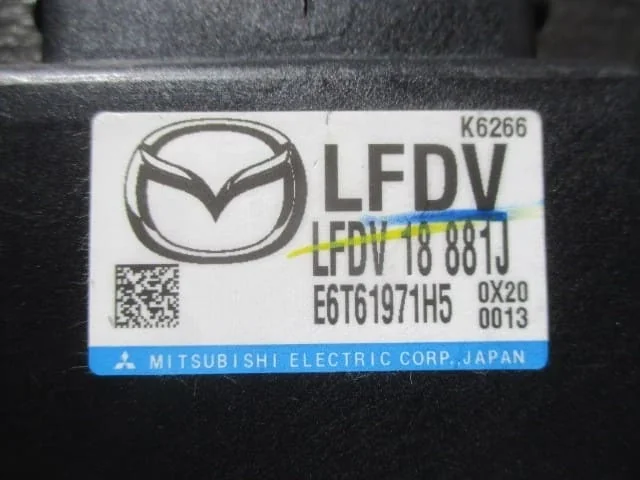 K6266
LFDV
LFDV 18 881J
E6T61971H5 0X20
0013
MITSUBISHI ELECTRIC CORP., JAPAN